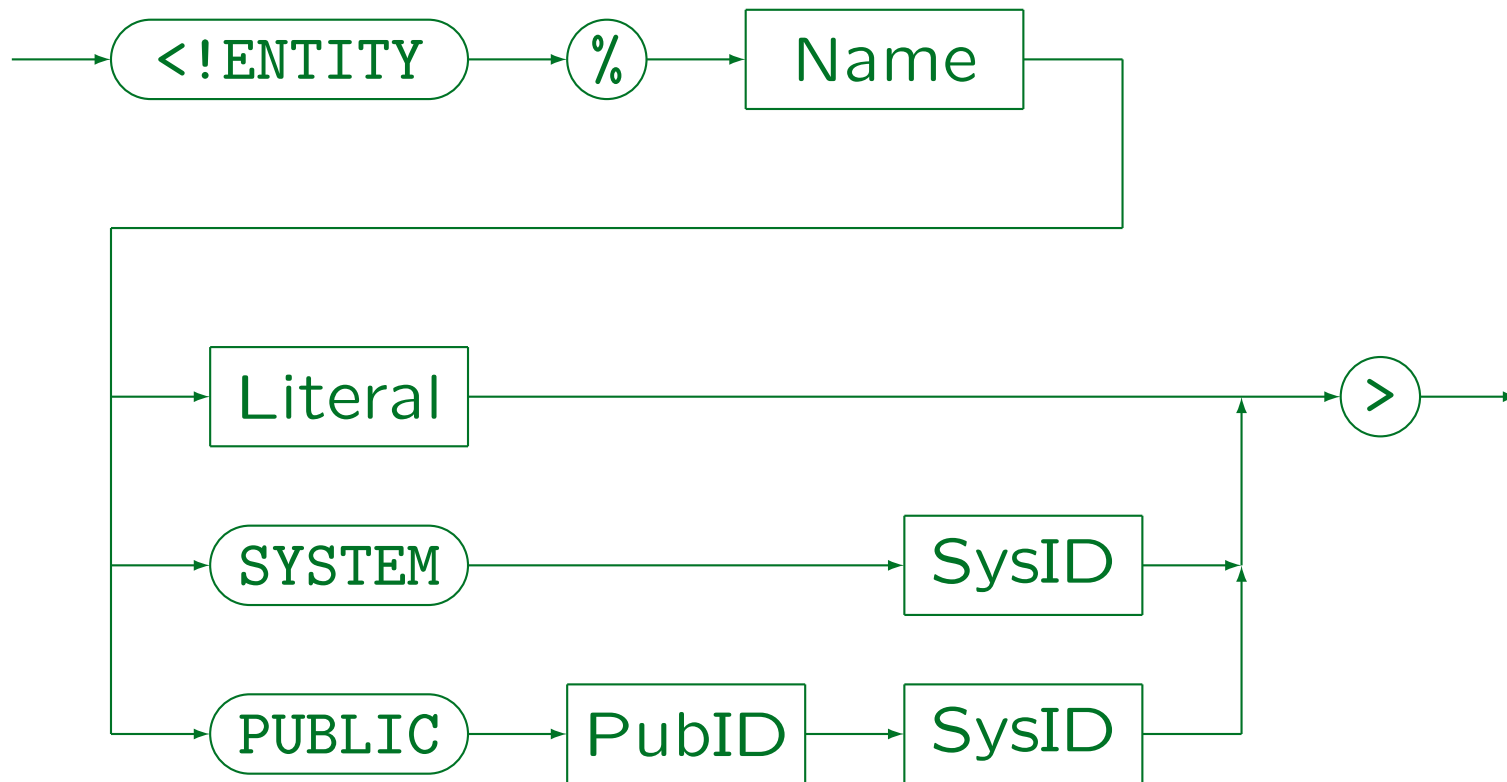 <!ENTITY % Name
Literal >
SYSTEM SysID
PUBLIC PubID SysID